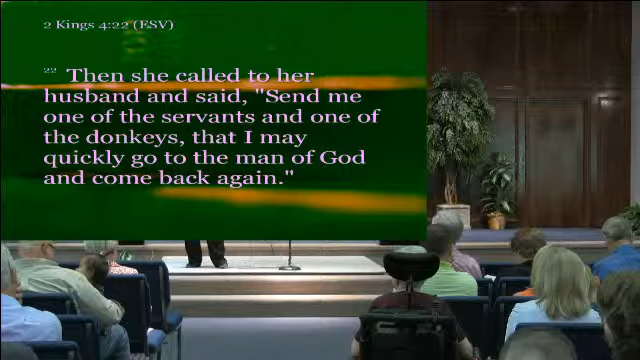 2 Kings 4:22 (ESV)
22 Then she called to her
husband and said, "Send me
one of the servants and one of
the donkeys, that I may
quickly go to the man of God
and come back again."